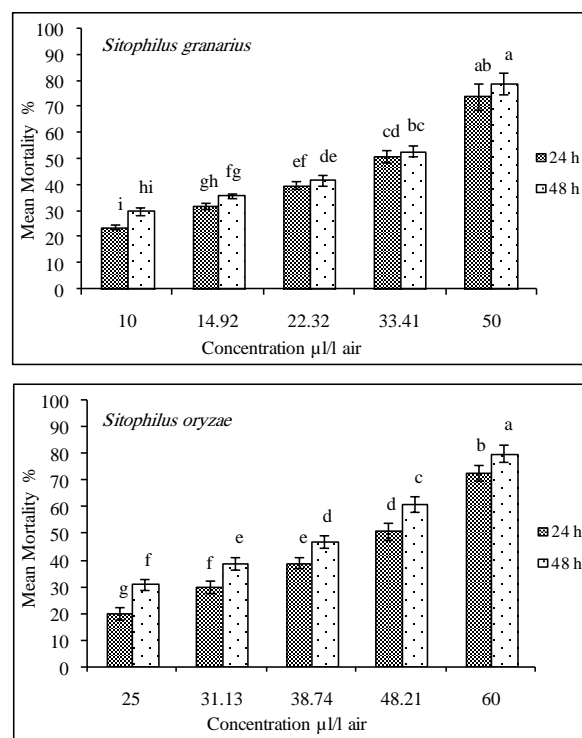 Sitophilus granarius
Mean Mortality %
100
90
80
70
60
50
40
30
20
10
0
i hi gh fg ef de cd bc ab a
24 h
48 h
10 14.92 22.32 33.41 50
Concentration µl/l air
Sitophilus oryzae
Mean Mortality %
100
90
80
70
60
50
40
30
20
10
0
g f f e e d d c b a
24 h
48 h
25 31.13 38.74 48.21 60
Concentration µl/l air